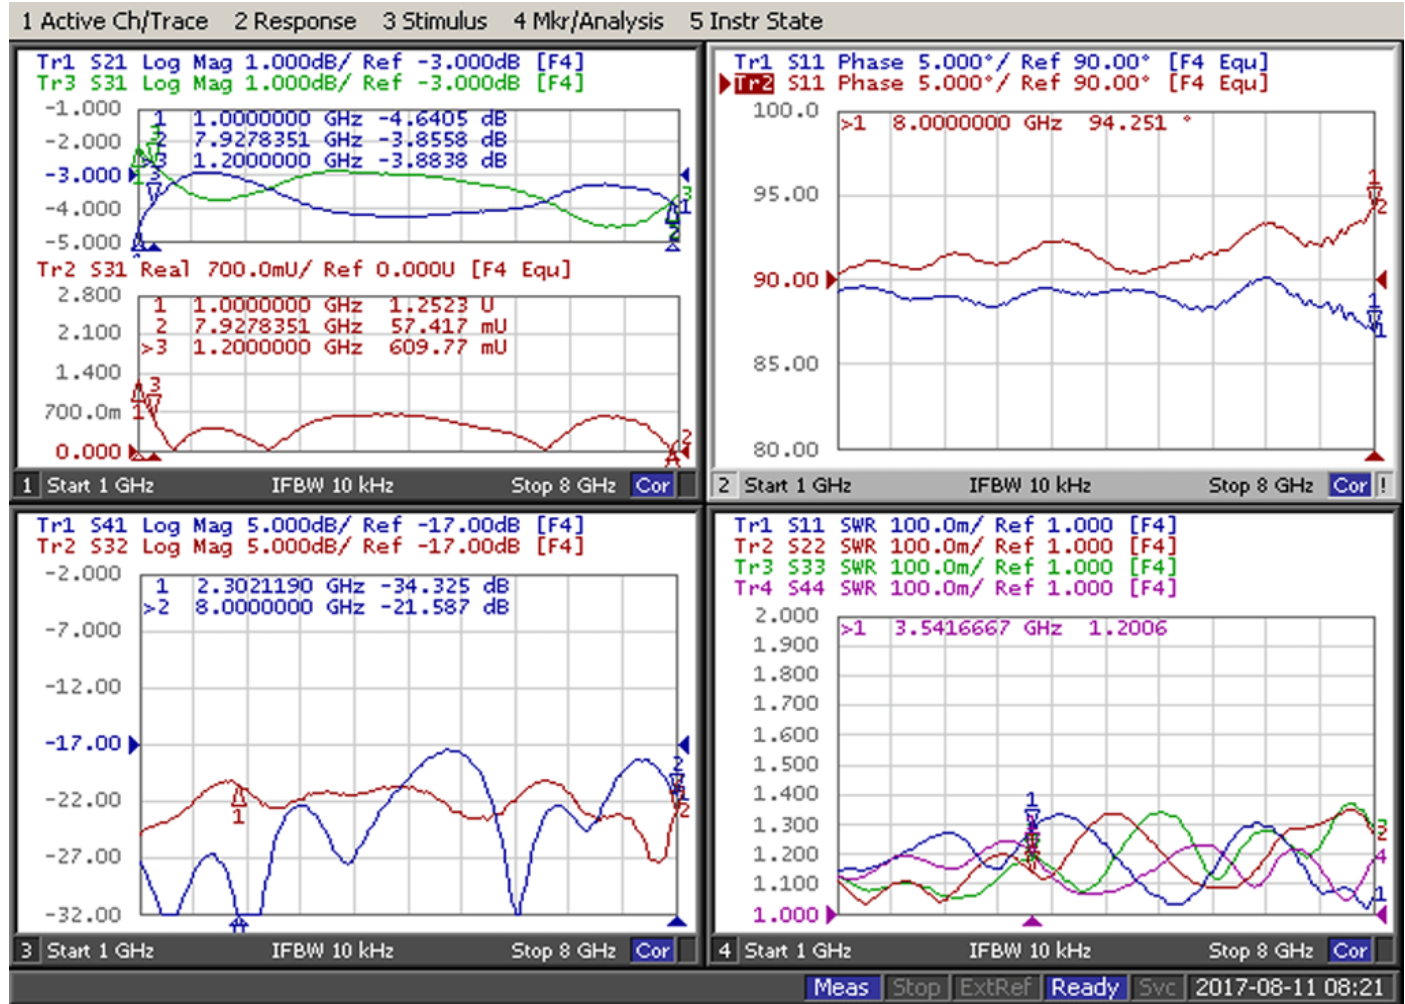 1 Active Ch/Trace 2 Response 3 Stimulus 4 Mkr/Analysis 5 Instr State
Tr1 S21 Log Mag 1.000dB/ Ref -3.000dB [F4]
Tr3 S31 Log Mag 1.000dB/ Ref -3.000dB [F4]
-1.000
1 1.0000000 GHz -4.6405 dB
2 7.9278351 GHz -3.8558 dB
-2.000
>3 1.2000000 GHz -3.8838 dB
-3.000
-4.000
-5.000
Tr2 S31 Real 700.0mU/ Ref 0.000U [F4 Equ]
2.800
1 1.0000000 GHz 1.2523 U
2 7.9278351 GHz 57.417 mU
2.100
>3 1.2000000 GHz 609.77 mU
1.400
700.0m
0.000
1 Start 1 GHz IFBW 10 kHz Stop 8 GHz Cor
Tr1 S11 Phase 5.000°/ Ref 90.00° [F4 Equ]
Tr2 S11 Phase 5.000°/ Ref 90.00° [F4 Equ]
100.0
>1 8.0000000 GHz 94.251 °
95.00
90.00
85.00
80.00
2 Start 1 GHz IFBW 10 kHz Stop 8 GHz Cor !
Tr1 S41 Log Mag 5.000dB/ Ref -17.00dB [F4]
Tr2 S32 Log Mag 5.000dB/ Ref -17.00dB [F4]
-2.000
1 2.3021190 GHz -34.325 dB
>2 8.0000000 GHz -21.587 dB
-7.000
-12.00
-17.00
-22.00
-27.00
-32.00
3 Start 1 GHz IFBW 10 kHz Stop 8 GHz Cor
Tr1 S11 SWR 100.0m/ Ref 1.000 [F4]
Tr2 S22 SWR 100.0m/ Ref 1.000 [F4]
Tr3 S33 SWR 100.0m/ Ref 1.000 [F4]
Tr4 S44 SWR 100.0m/ Ref 1.000 [F4]
2.000
>1 3.5416667 GHz 1.2006
1.900
1.800
1.700
1.600
1.500
1.400
1.300
1.200
1.100
1.000
4 Start 1 GHz IFBW 10 kHz Stop 8 GHz Cor
Meas Stop ExtRef Ready Svc 2017-08-11 08:21